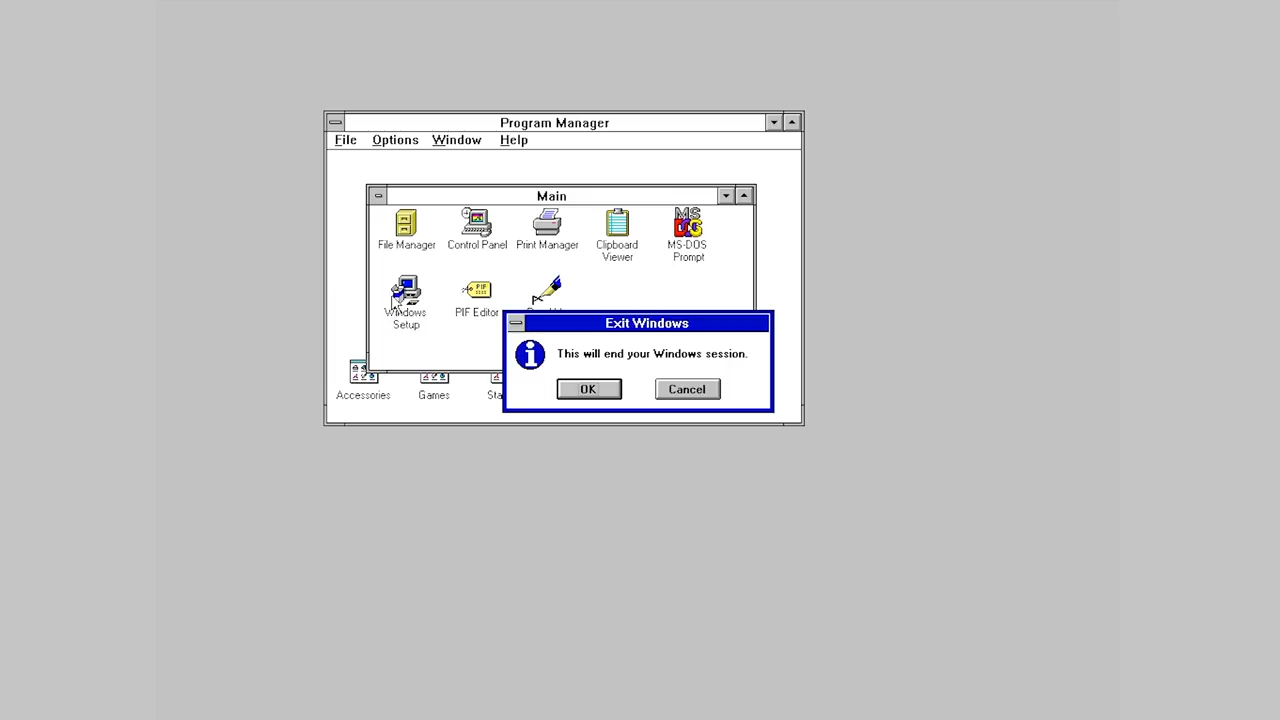 Program Manager
File Options Window Help
Main
File Manager Control Panel Print Manager Clipboard Viewer MS-DOS Prompt
Windows Setup PIF Editor
Exit Windows
This will end your Windows session.
OK Cancel
Accessories Games